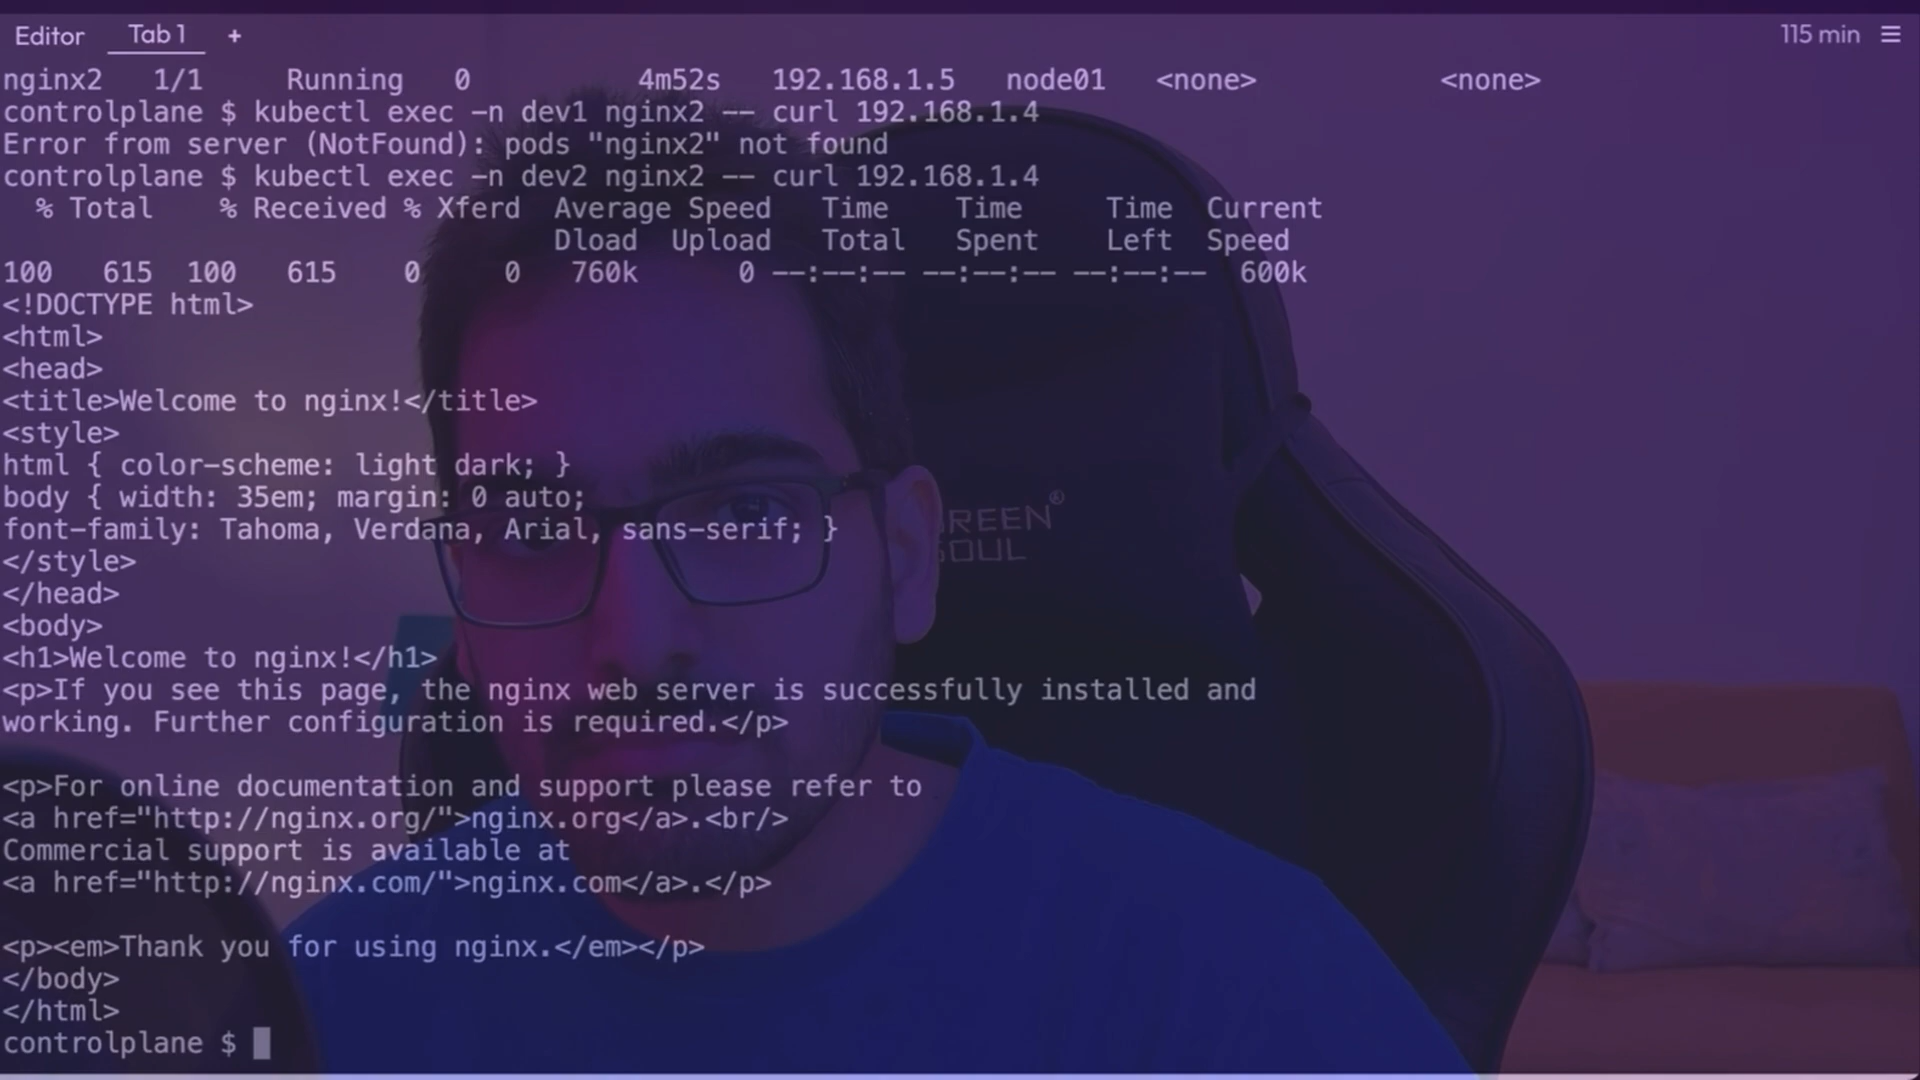 Editor Tab 1 + 115 min
nginx2 1/1 Running 0 4m52s 192.168.1.5 node01 <none> <none>
controlplane $ kubectl exec -n dev1 nginx2 -- curl 192.168.1.4
Error from server (NotFound): pods "nginx2" not found
controlplane $ kubectl exec -n dev2 nginx2 -- curl 192.168.1.4
% Total % Received % Xferd Average Speed Time Time Time Current
Dload Upload Total Spent Left Speed
100 615 100 615 0 0 760k 0 --:--:-- --:--:-- --:--:-- 600k
<!DOCTYPE html>
<html>
<head>
<title>Welcome to nginx!</title>
<style>
html { color-scheme: light dark; }
body { width: 35em; margin: 0 auto;
font-family: Tahoma, Verdana, Arial, sans-serif; }
</style>
</head>
<body>
<h1>Welcome to nginx!</h1>
<p>If you see this page, the nginx web server is successfully installed and
working. Further configuration is required.</p>
<p>For online documentation and support please refer to
<a href="http://nginx.org/">nginx.org</a>.<br/>
Commercial support is available at
<a href="http://nginx.com/">nginx.com</a>.</p>
<p><em>Thank you for using nginx.</em></p>
</body>
</html>
controlplane $
REEN®
SOUL